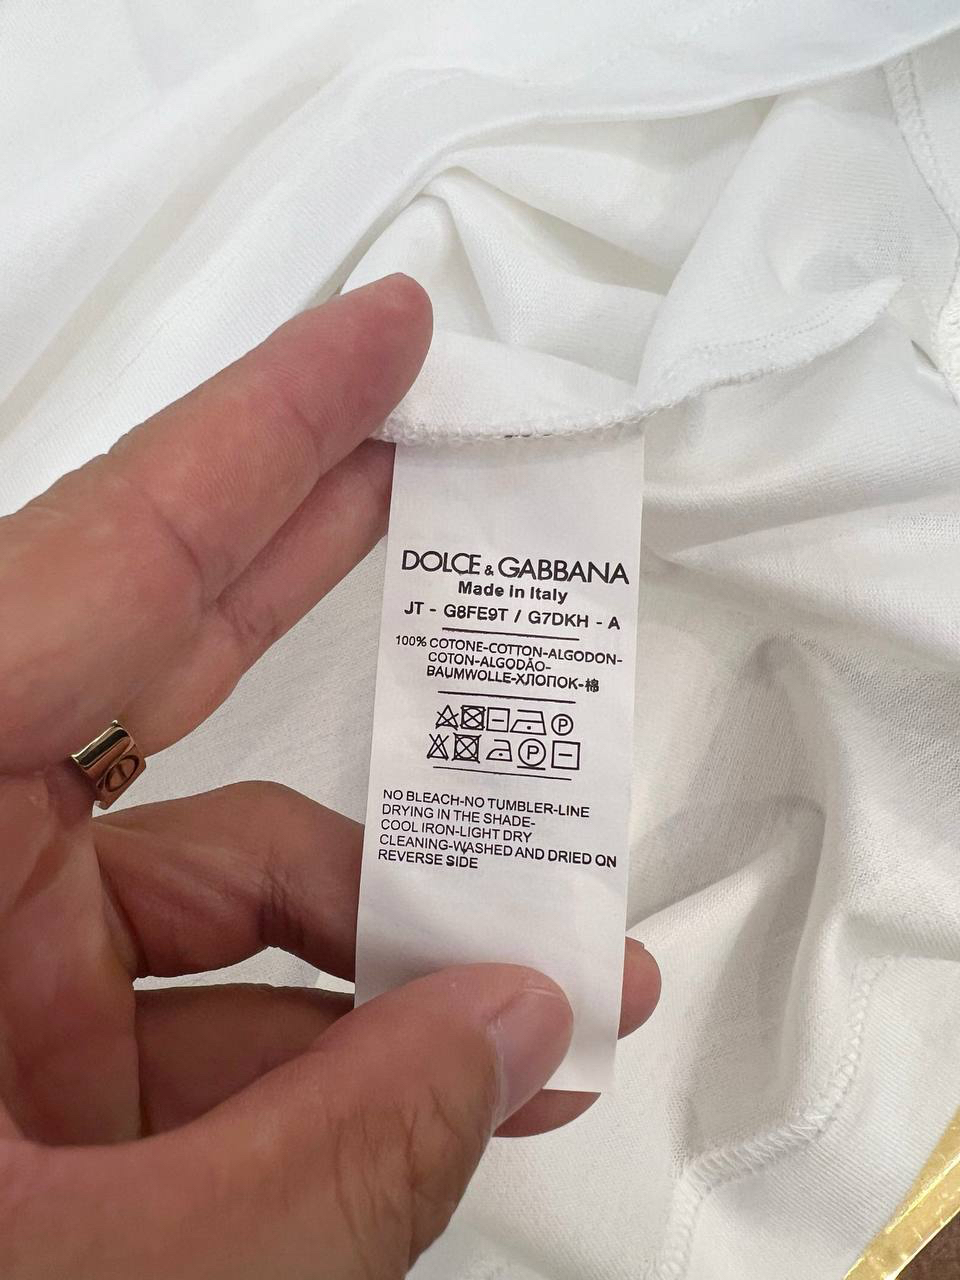 DOLCE & GABBANA
Made in Italy
JT - G8FE9T / G7DKH - A
100% COTONE-COTTON-ALGODON-
COTON-ALGODÃO-
BAUMWOLLE-ХЛОПОК-棉
P
P
NO BLEACH-NO TUMBLER-LINE
DRYING IN THE SHADE-
COOL IRON-LIGHT DRY
CLEANING-WASHED AND DRIED ON
REVERSE SIDE